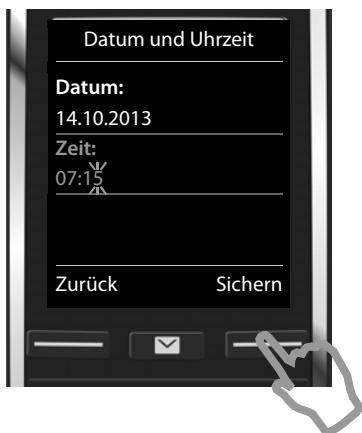 Datum und Uhrzeit
Datum:
14.10.2013
Zeit:
07:15
Zurück Sichern